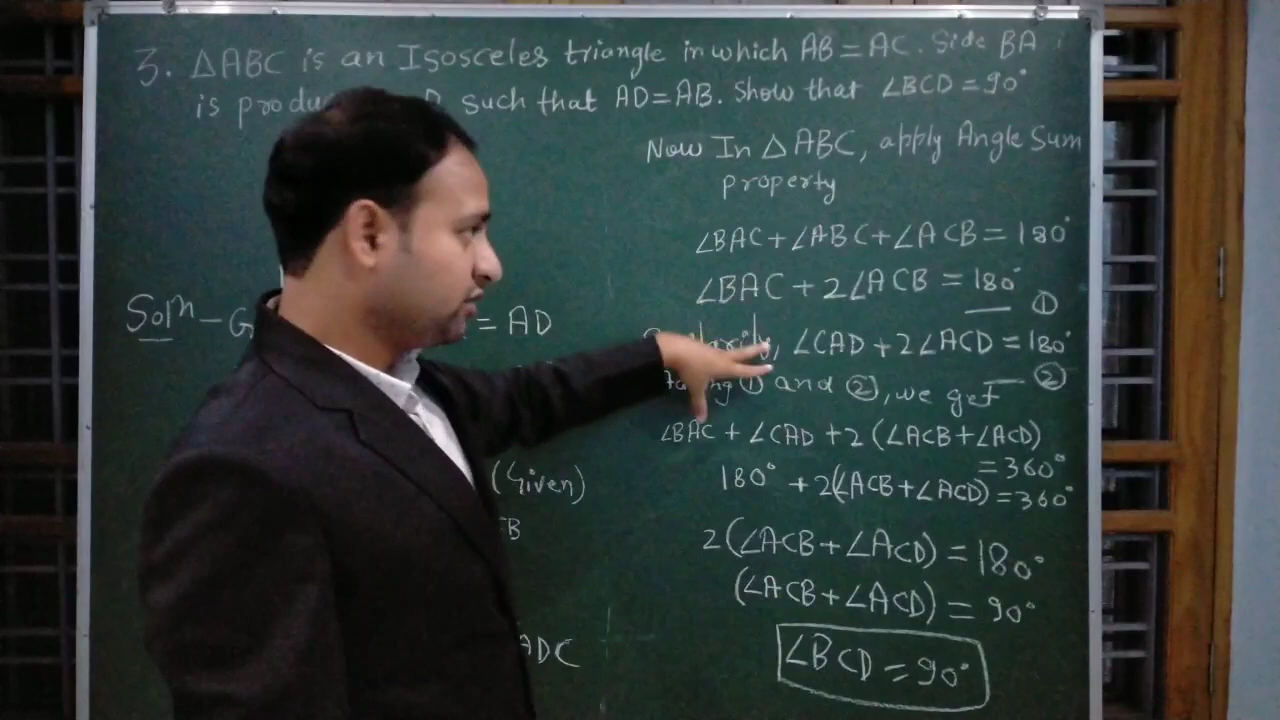 3. △ABC is an Isosceles triangle in which AB = AC. Side BA
is such that AD=AB. Show that ∠BCD = 90°
Now In △ABC, apply Angle Sum
property
∠BAC+∠ABC+∠ACB = 180°
∠BAC + 2∠ACB = 180°
— ①
Solⁿ – G = AD
∠CAD + 2∠ACD = 180°
— ②
① and ②, we get
∠BAC + ∠CAD + 2 (∠ACB+∠ACD)
= 360°
180° + 2(∠ACB+∠ACD) = 360°
(Given)
2 (∠ACB + ∠ACD) = 180°
(∠ACB + ∠ACD) = 90°
ADC
∠BCD = 90°